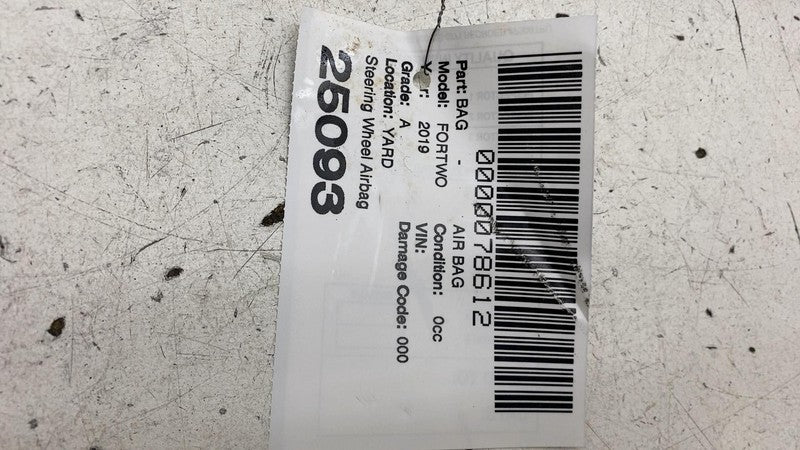 0000078612
Part: BAG - AIR BAG
Model: FORTWO Condition: 0cc
Year: 2019 VIN:
Grade: A Damage Code: 000
Location: YARD
Steering Wheel Airbag
25093